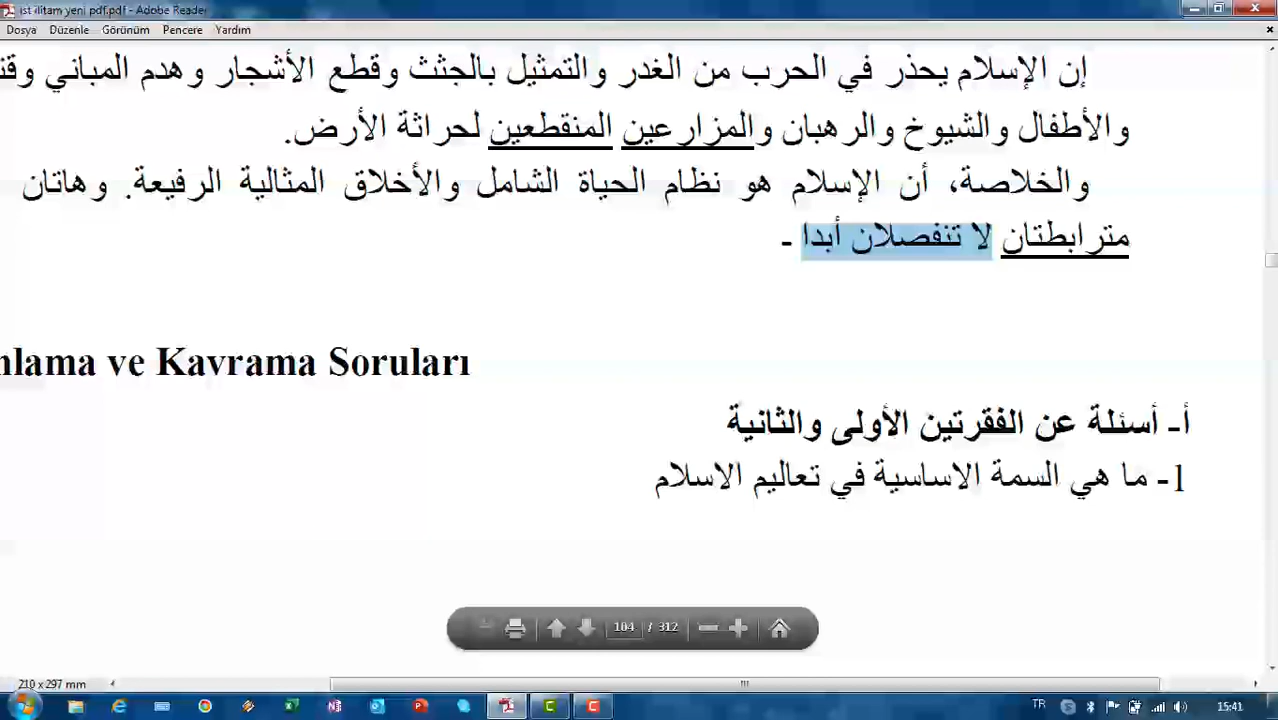 ist ilitam yeni pdf.pdf - Adobe Reader
Dosya Düzenle Görünüm Pencere Yardım
إن الإسلام يحذر في الحرب من الغدر والتمثيل بالجثث وقطع الأشجار وهدم المباني
والأطفال والشيوخ والرهبان والمزارعين المنقطعين لحراثة الأرض.
والخلاصة، أن الإسلام هو نظام الحياة الشامل والأخلاق المثالية الرفيعة. وهاتان
مترابطتان لا تنفصلان أبدا -
nlama ve Kavrama Soruları
أ- أسئلة عن الفقرتين الأولى والثانية
1- ما هي السمة الاساسية في تعاليم الاسلام
104 / 312
210 x 297 mm
TR 15:41